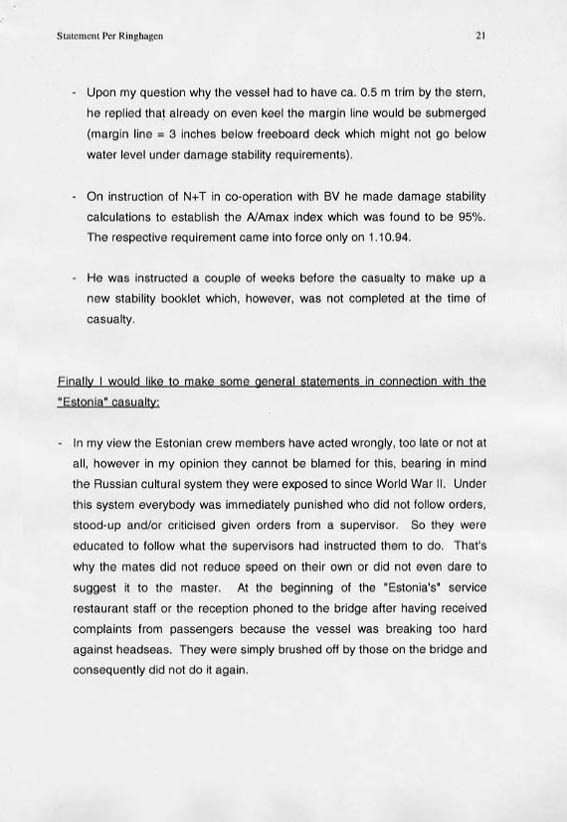 Statement Per Ringhagen 21
- Upon my question why the vessel had to have ca. 0.5 m trim by the stern,
he replied that already on even keel the margin line would be submerged
(margin line = 3 inches below freeboard deck which might not go below
water level under damage stability requirements).
- On instruction of N+T in co-operation with BV he made damage stability
calculations to establish the A/Amax index which was found to be 95%.
The respective requirement came into force only on 1.10.94.
- He was instructed a couple of weeks before the casualty to make up a
new stability booklet which, however, was not completed at the time of
casualty.
Finally I would like to make some general statements in connection with the
"Estonia" casualty:
- In my view the Estonian crew members have acted wrongly, too late or not at
all, however in my opinion they cannot be blamed for this, bearing in mind
the Russian cultural system they were exposed to since World War II. Under
this system everybody was immediately punished who did not follow orders,
stood-up and/or criticised given orders from a supervisor. So they were
educated to follow what the supervisors had instructed them to do. That's
why the mates did not reduce speed on their own or did not even dare to
suggest it to the master. At the beginning of the "Estonia's" service
restaurant staff or the reception phoned to the bridge after having received
complaints from passengers because the vessel was breaking too hard
against headseas. They were simply brushed off by those on the bridge and
consequently did not do it again.